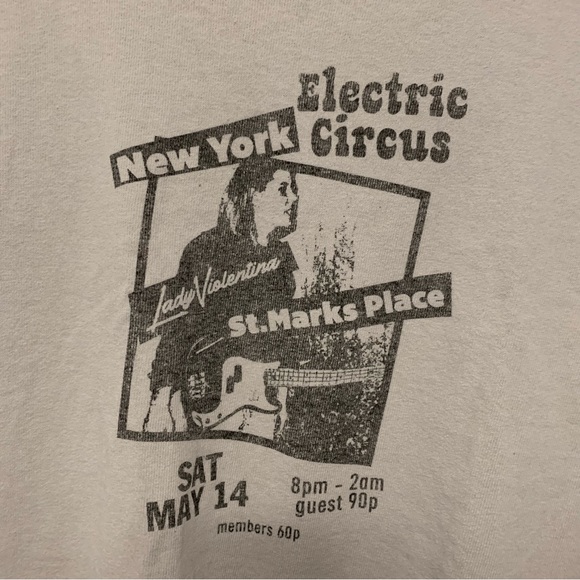 Electric
Circus
New York
Lady Violentina
St.Marks Place
SAT
MAY 14
8pm - 2am
guest 90p
members 60p